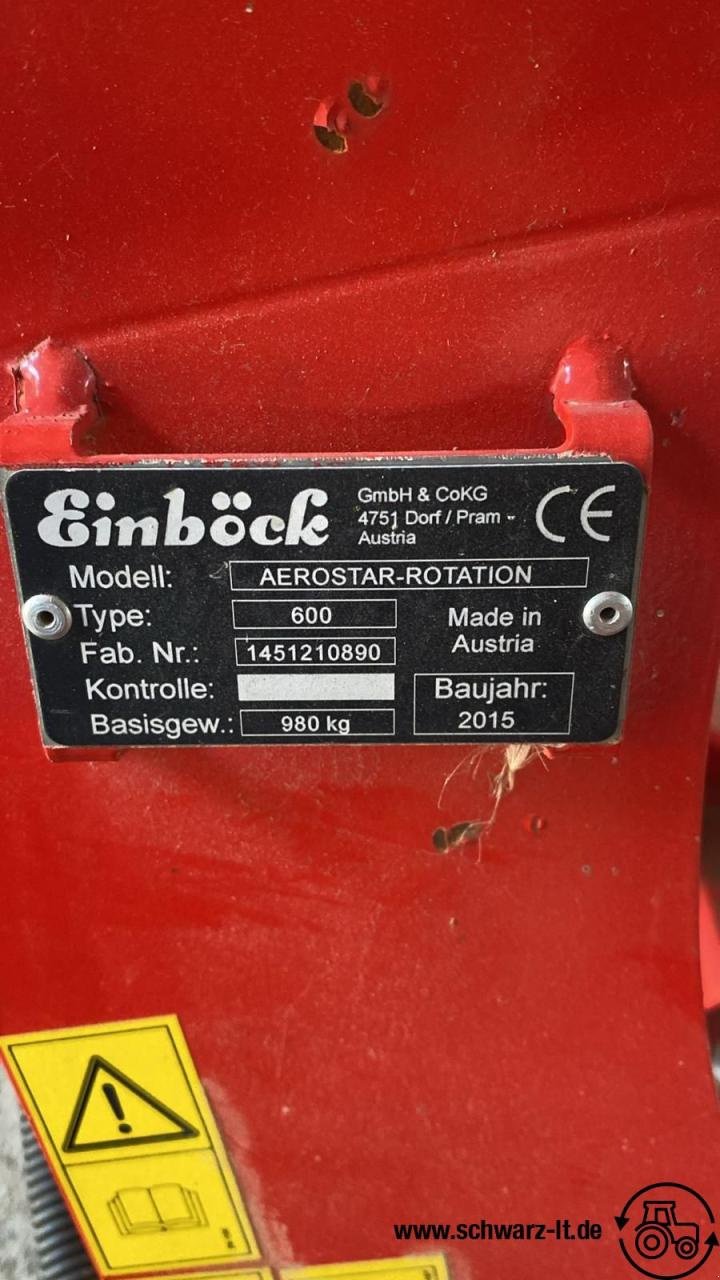 Einböck
GmbH & CoKG
4751 Dorf / Pram -
Austria
CE
Modell: AEROSTAR-ROTATION
Type: 600
Fab. Nr.: 1451210890
Made in
Austria
Kontrolle:
Basisgew.: 980 kg
Baujahr:
2015
www.schwarz-lt.de